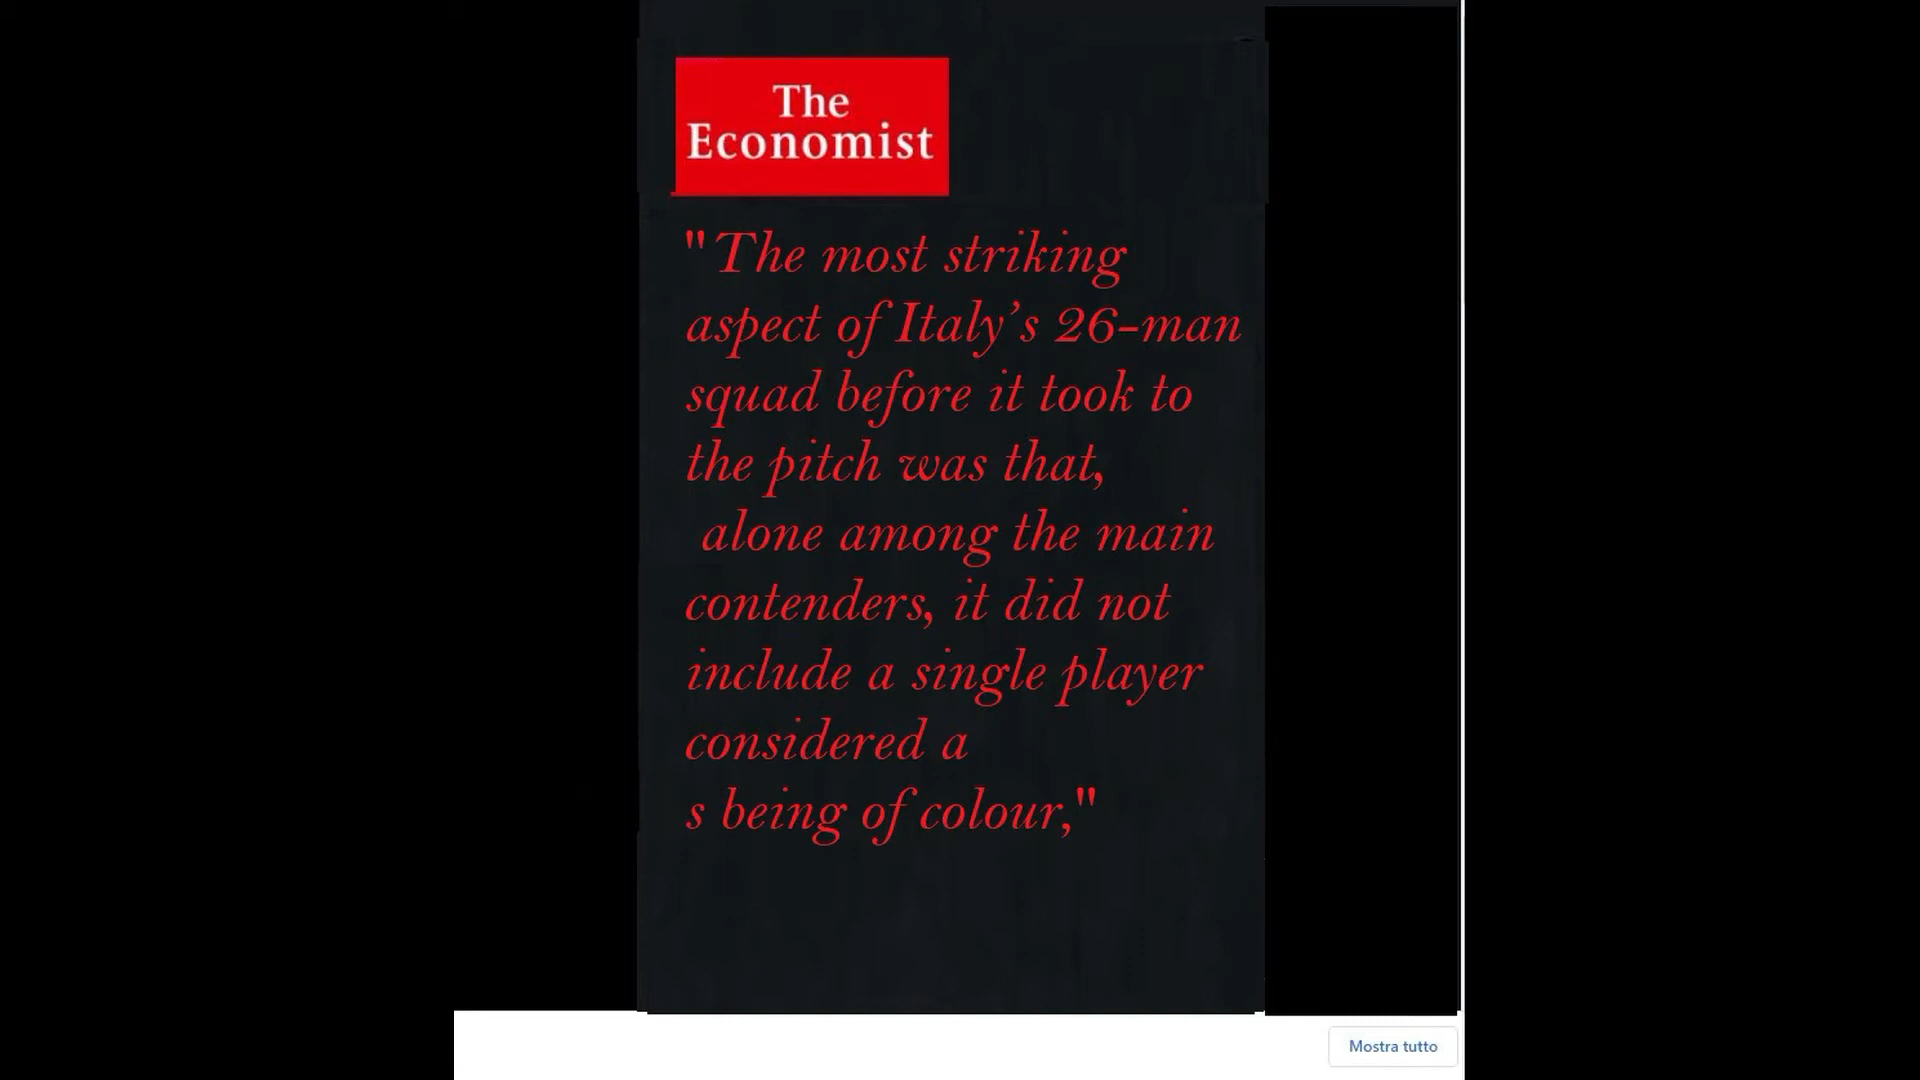 The
Economist
"The most striking
aspect of Italy’s 26-man
squad before it took to
the pitch was that,
alone among the main
contenders, it did not
include a single player
considered a
s being of colour,"
Mostra tutto